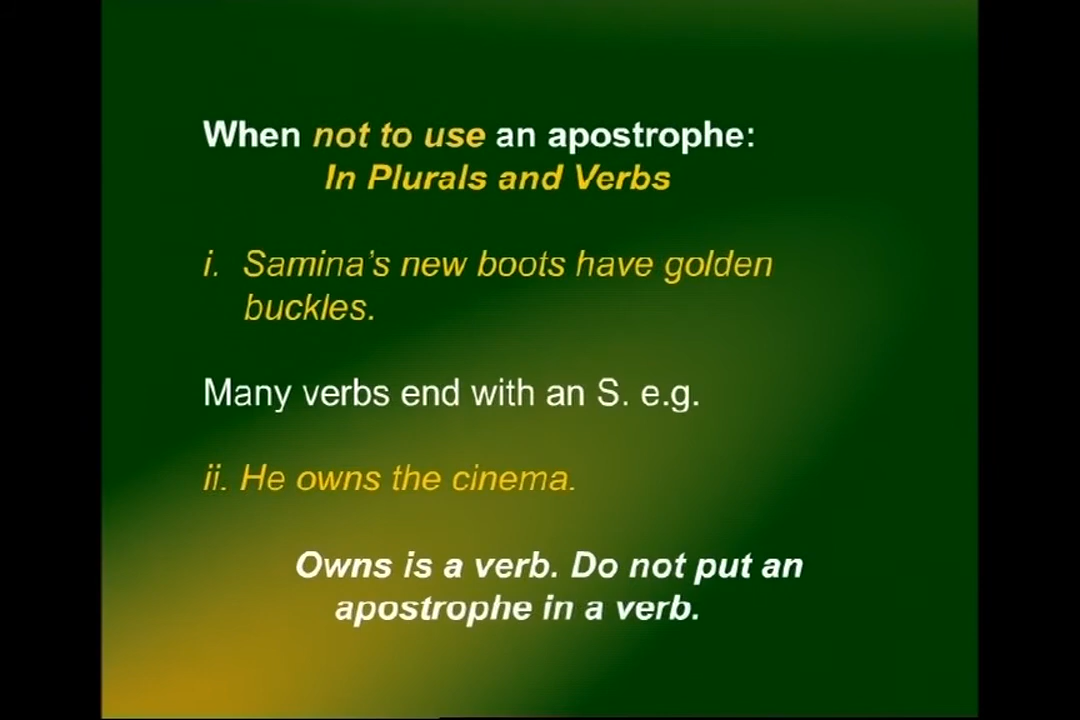 When not to use an apostrophe:
In Plurals and Verbs
i. Samina’s new boots have golden
buckles.
Many verbs end with an S. e.g.
ii. He owns the cinema.
Owns is a verb. Do not put an
apostrophe in a verb.